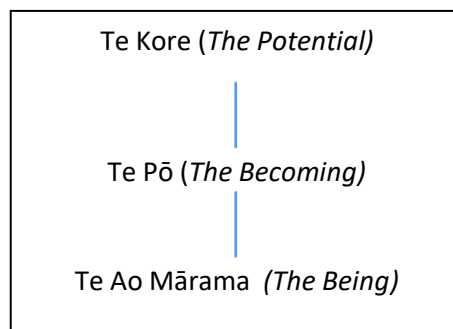 Te Kore (The Potential)
Te Pō (The Becoming)
Te Ao Mārama (The Being)